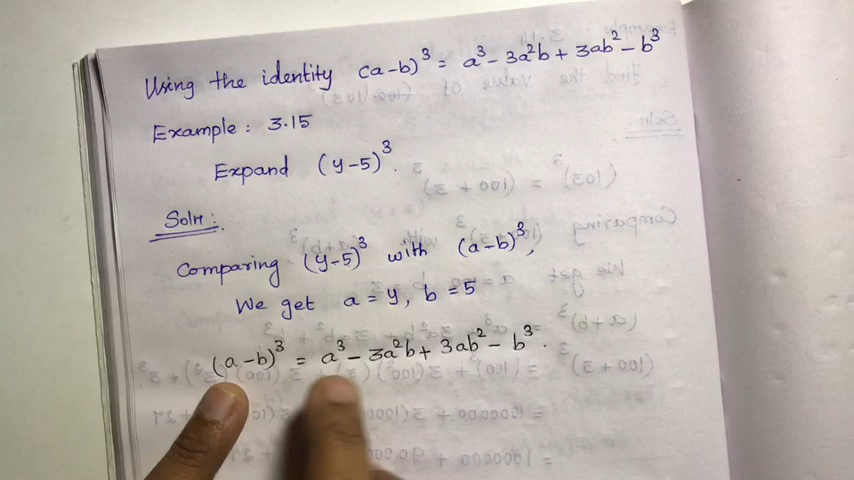 Using the identity (a-b)³ = a³ - 3a²b + 3ab² - b³
Example: 3.15
Expand (y-5)³.
Soln:
Comparing (y-5)³ with (a-b)³,
We get a = y, b = 5
(a-b)³ = a³ - 3a²b + 3ab² - b³.